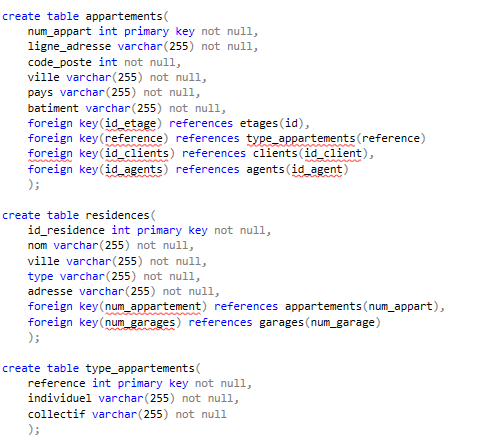 create table appartements(
num_appart int primary key not null,
ligne_adresse varchar(255) not null,
code_poste int not null,
ville varchar(255) not null,
pays varchar(255) not null,
batiment varchar(255) not null,
foreign key(id_etage) references etages(id),
foreign key(reference) references type_appartements(reference)
foreign key(id_clients) references clients(id_client),
foreign key(id_agents) references agents(id_agent)
);
create table residences(
id_residence int primary key not null,
nom varchar(255) not null,
ville varchar(255) not null,
type varchar(255) not null,
adresse varchar(255) not null,
foreign key(num_appartement) references appartements(num_appart),
foreign key(num_garages) references garages(num_garage)
);
create table type_appartements(
reference int primary key not null,
individuel varchar(255) not null,
collectif varchar(255) not null
);